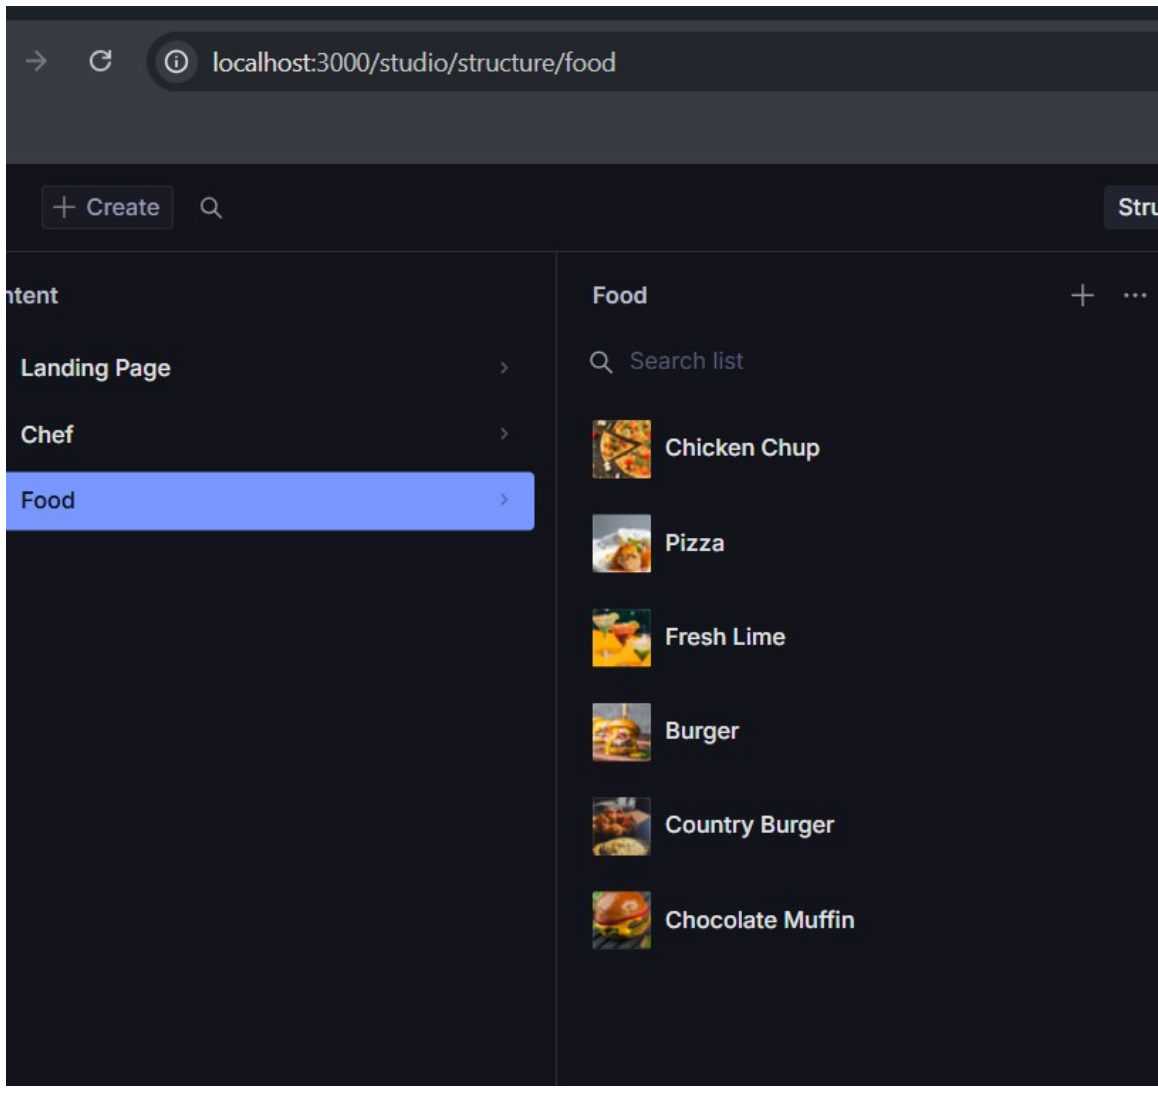 localhost:3000/studio/structure/food
Create
Stru
ntent
Food
Landing Page
Search list
Chef
Food
Chicken Chup
Pizza
Fresh Lime
Burger
Country Burger
Chocolate Muffin